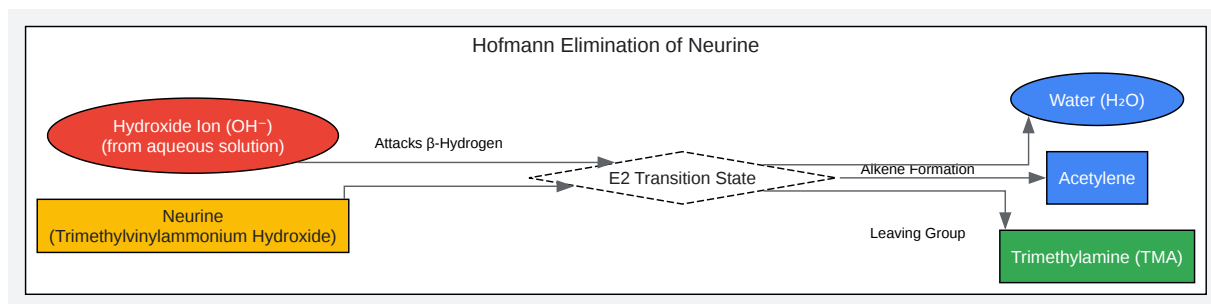 Hofmann Elimination of Neurine
Hydroxide Ion (OH⁻)
(from aqueous solution)
Attacks β-Hydrogen
Neurine
(Trimethylvinylammonium Hydroxide)
E2 Transition State
Water (H₂O)
Alkene Formation
Acetylene
Leaving Group
Trimethylamine (TMA)